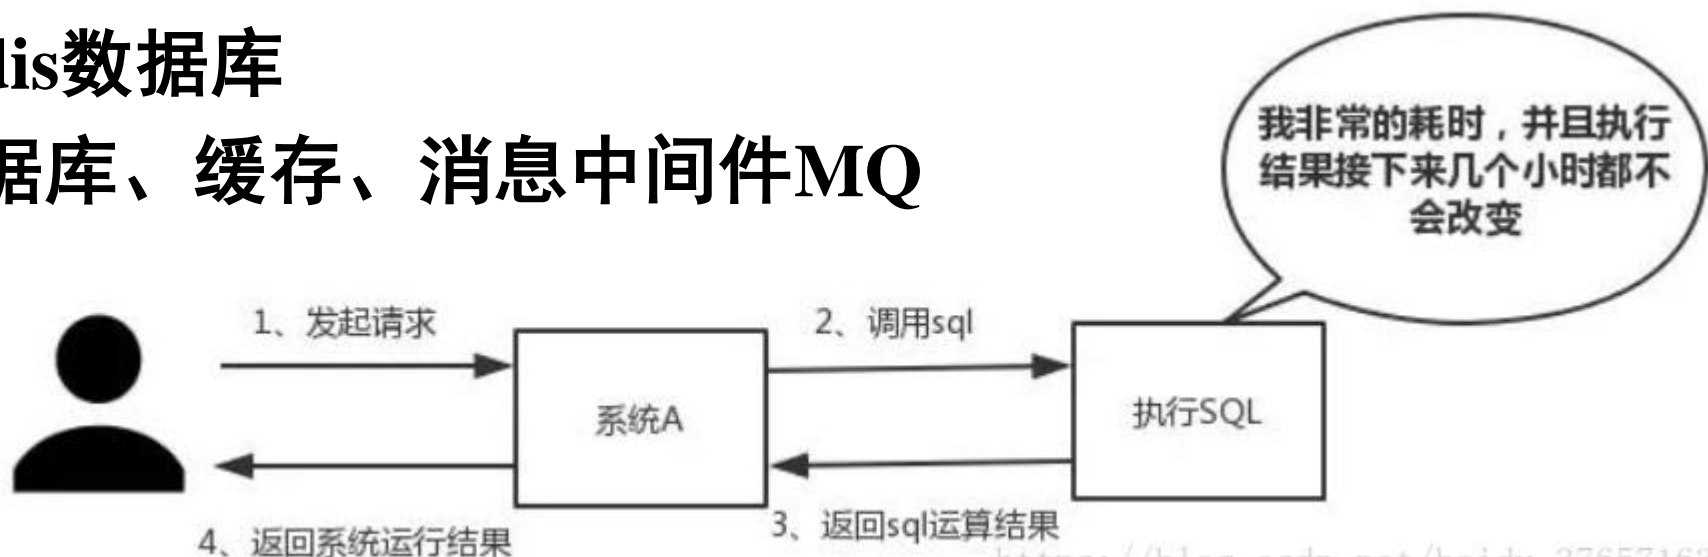 lis数据库
据库、缓存、消息中间件MQ
我非常的耗时，并且执行
结果接下来几个小时都不
会改变
1、发起请求
2、调用sql
系统A
执行SQL
3、返回sql运算结果
4、返回系统运行结果